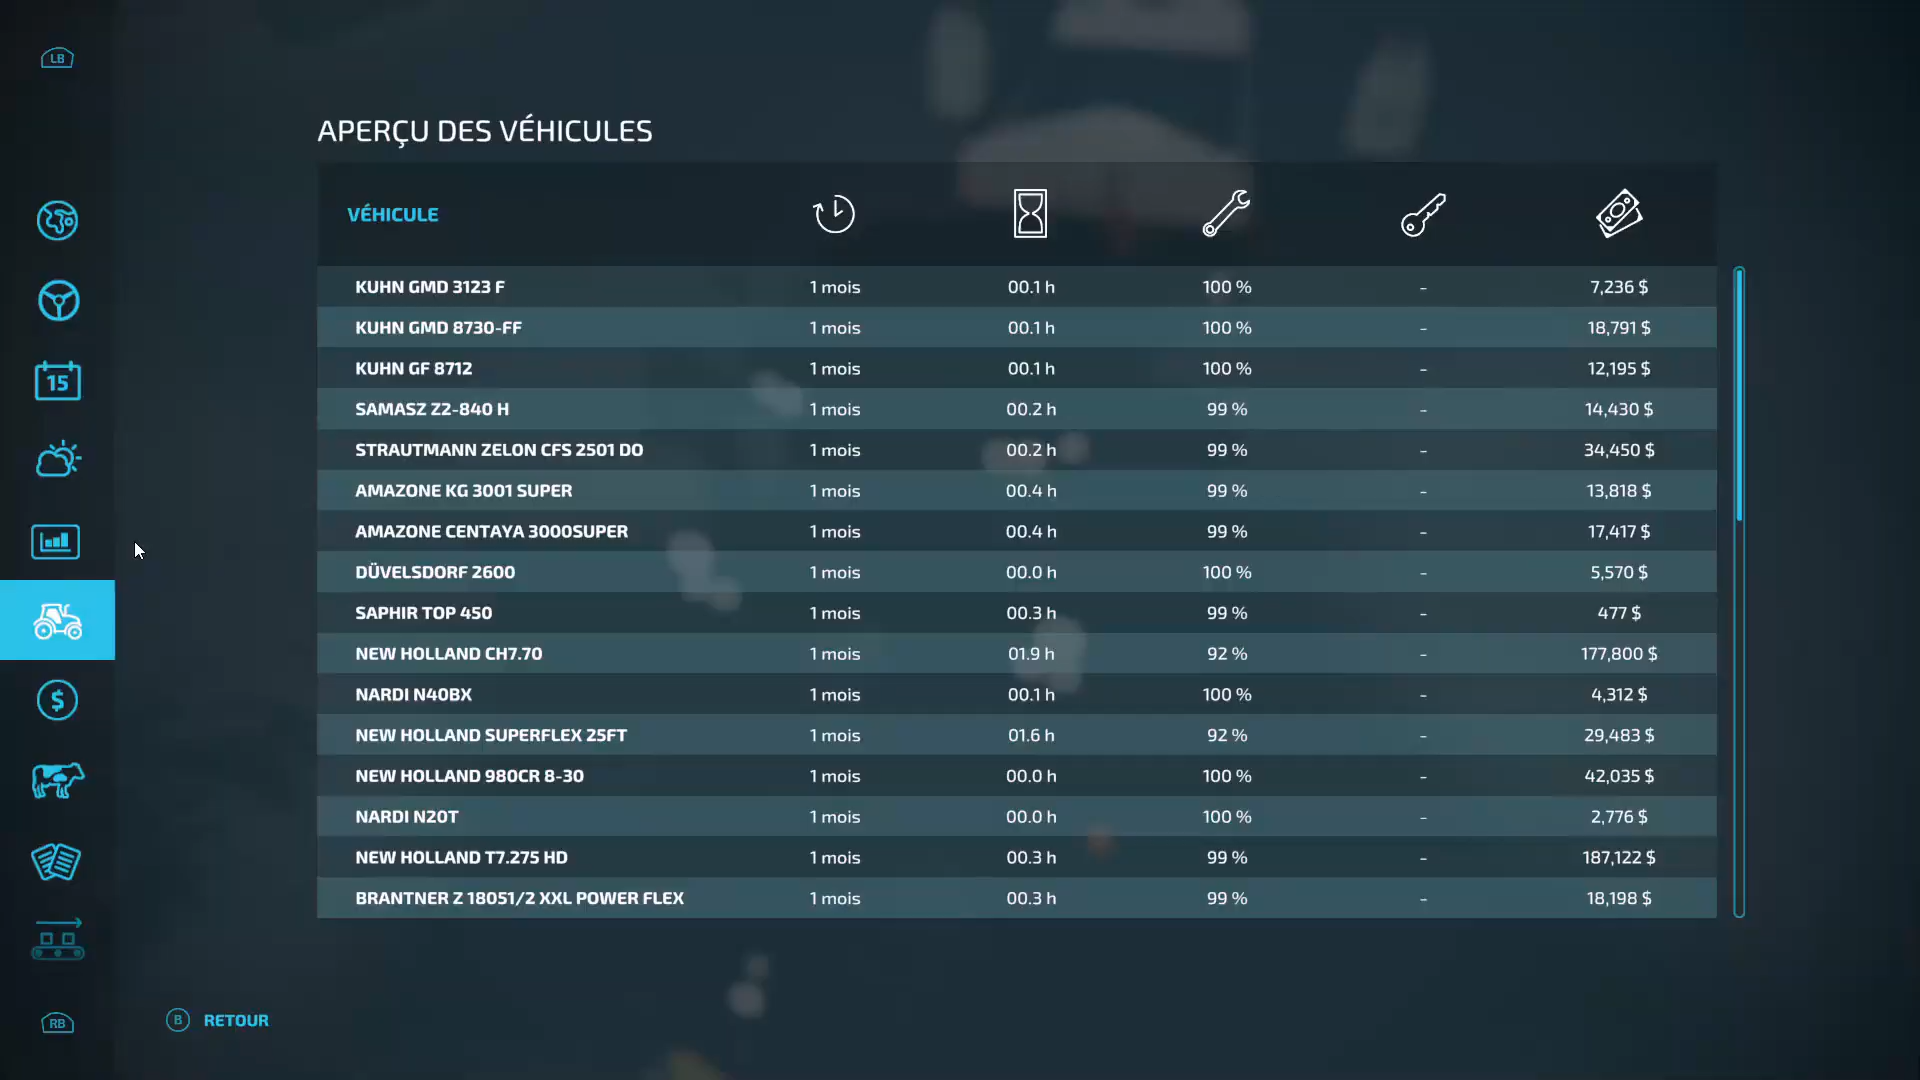 LB
APERÇU DES VÉHICULES
VÉHICULE
KUHN GMD 3123 F 1 mois 00.1 h 100 % - 7,236 $
KUHN GMD 8730-FF 1 mois 00.1 h 100 % - 18,791 $
KUHN GF 8712 1 mois 00.1 h 100 % - 12,195 $
15
SAMASZ Z2-840 H 1 mois 00.2 h 99 % - 14,430 $
STRAUTMANN ZELON CFS 2501 DO 1 mois 00.2 h 99 % - 34,450 $
AMAZONE KG 3001 SUPER 1 mois 00.4 h 99 % - 13,818 $
AMAZONE CENTAYA 3000SUPER 1 mois 00.4 h 99 % - 17,417 $
DÜVELSDORF 2600 1 mois 00.0 h 100 % - 5,570 $
SAPHIR TOP 450 1 mois 00.3 h 99 % - 477 $
NEW HOLLAND CH7.70 1 mois 01.9 h 92 % - 177,800 $
NARDI N40BX 1 mois 00.1 h 100 % - 4,312 $
$
NEW HOLLAND SUPERFLEX 25FT 1 mois 01.6 h 92 % - 29,483 $
NEW HOLLAND 980CR 8-30 1 mois 00.0 h 100 % - 42,035 $
NARDI N20T 1 mois 00.0 h 100 % - 2,776 $
NEW HOLLAND T7.275 HD 1 mois 00.3 h 99 % - 187,122 $
BRANTNER Z 18051/2 XXL POWER FLEX 1 mois 00.3 h 99 % - 18,198 $
RB
B RETOUR